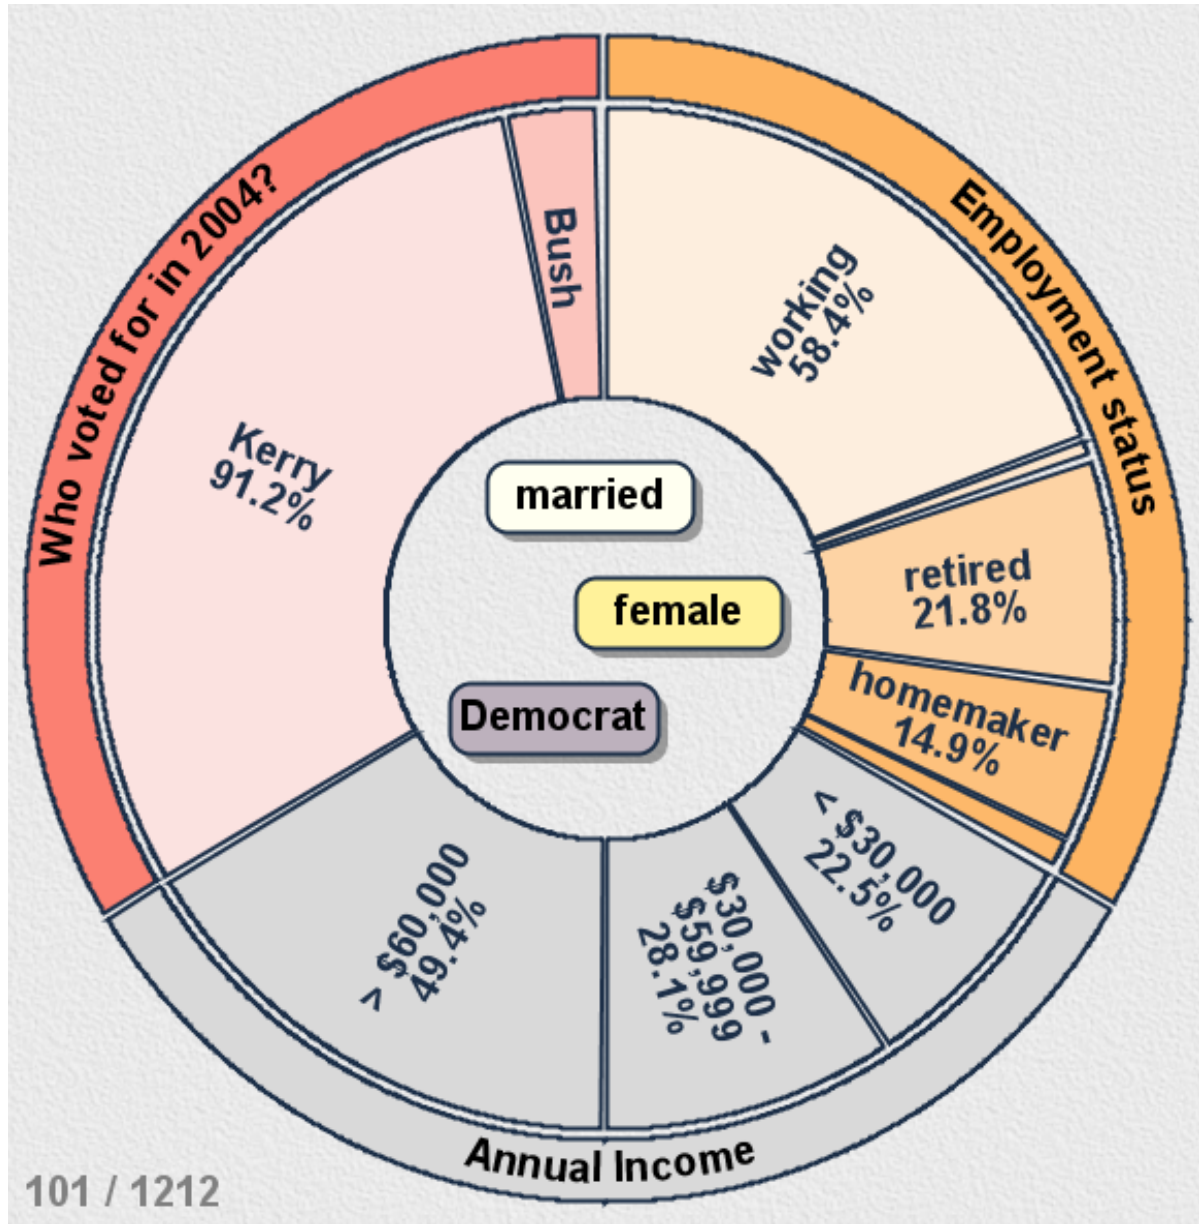 Who voted for in 2004?
Employment status
Bush
working
58.4%
Kerry
91.2%
married
retired
21.8%
female
homemaker
14.9%
Democrat
< $30,000
22.5%
$30,000 -
$59,999
28.1%
> $60,000
49.4%
Annual Income
101 / 1212